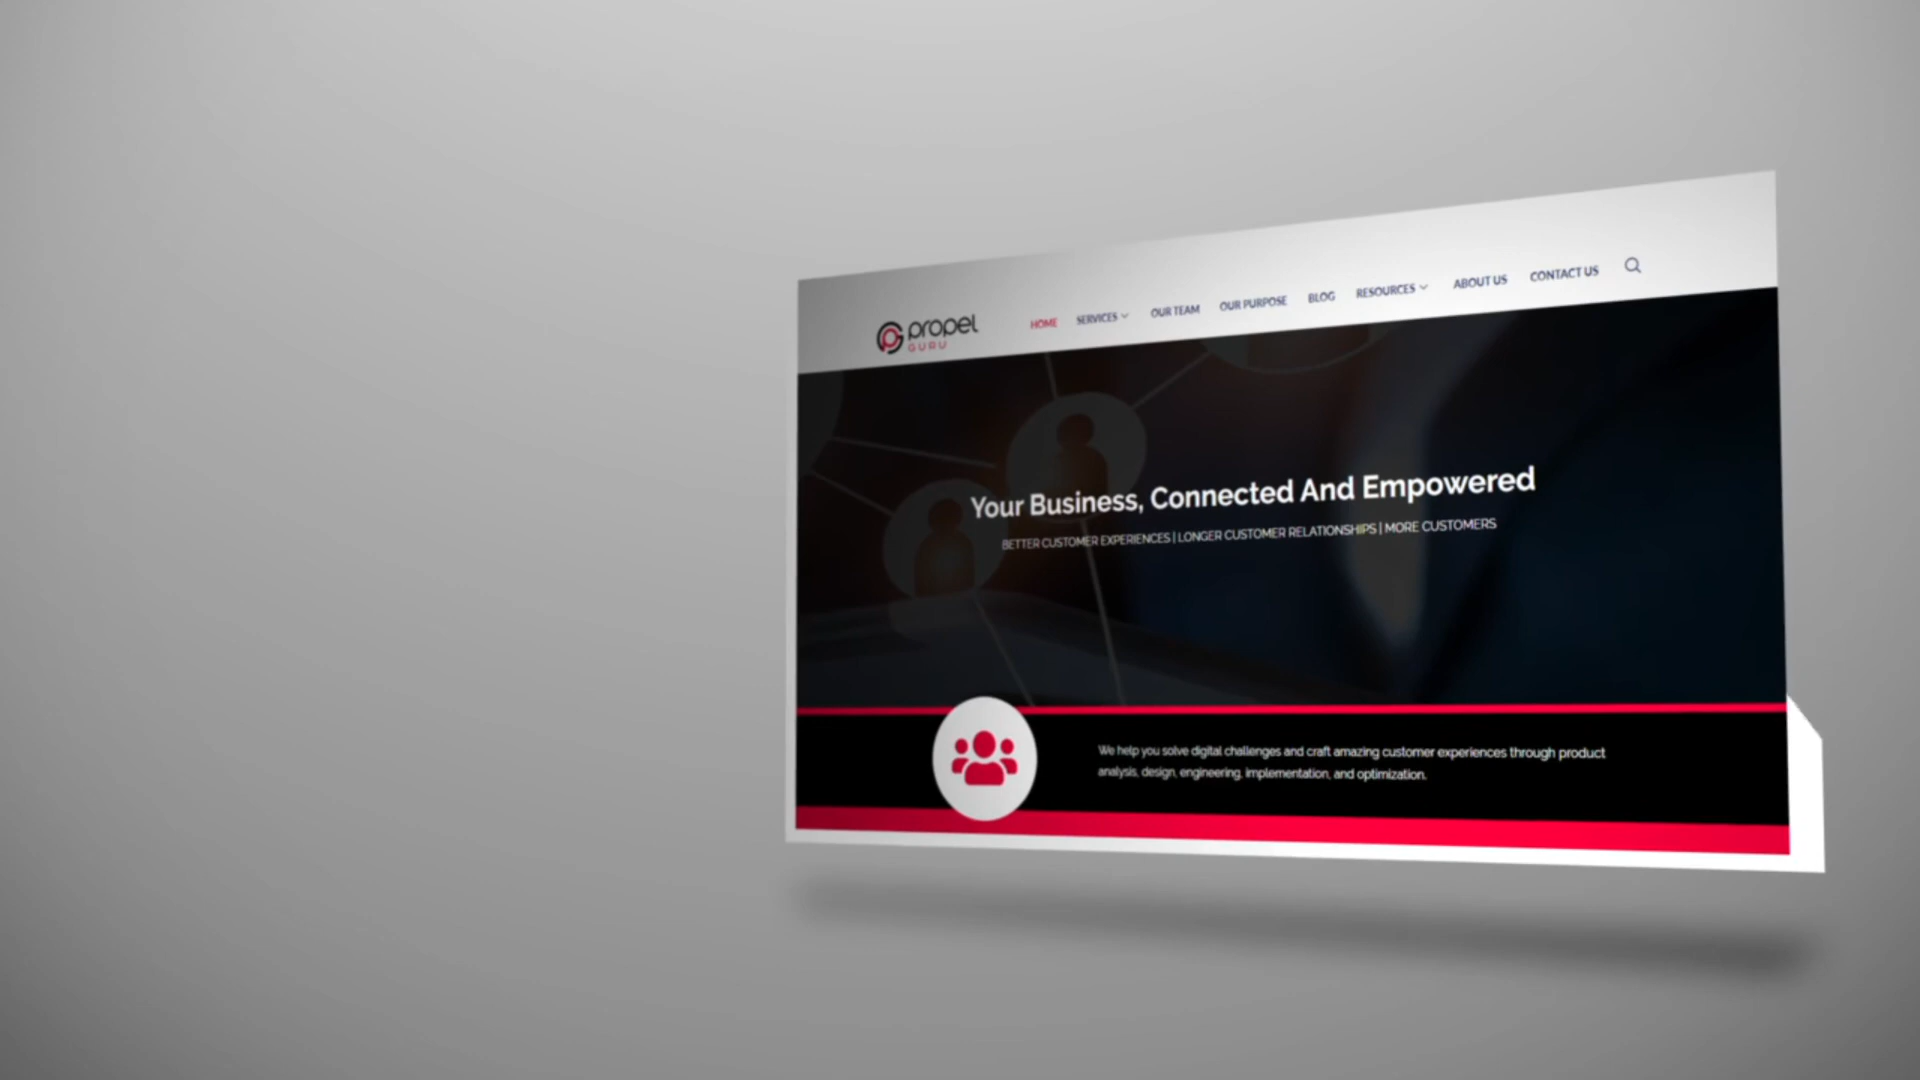 propel
GURU
HOME SERVICES OUR TEAM OUR PURPOSE BLOG RESOURCES ABOUT US CONTACT US
Your Business, Connected And Empowered
BETTER CUSTOMER EXPERIENCES | LONGER CUSTOMER RELATIONSHIPS | MORE CUSTOMERS
We help you solve digital challenges and craft amazing customer experiences through product
analysis, design, engineering, implementation, and optimization.